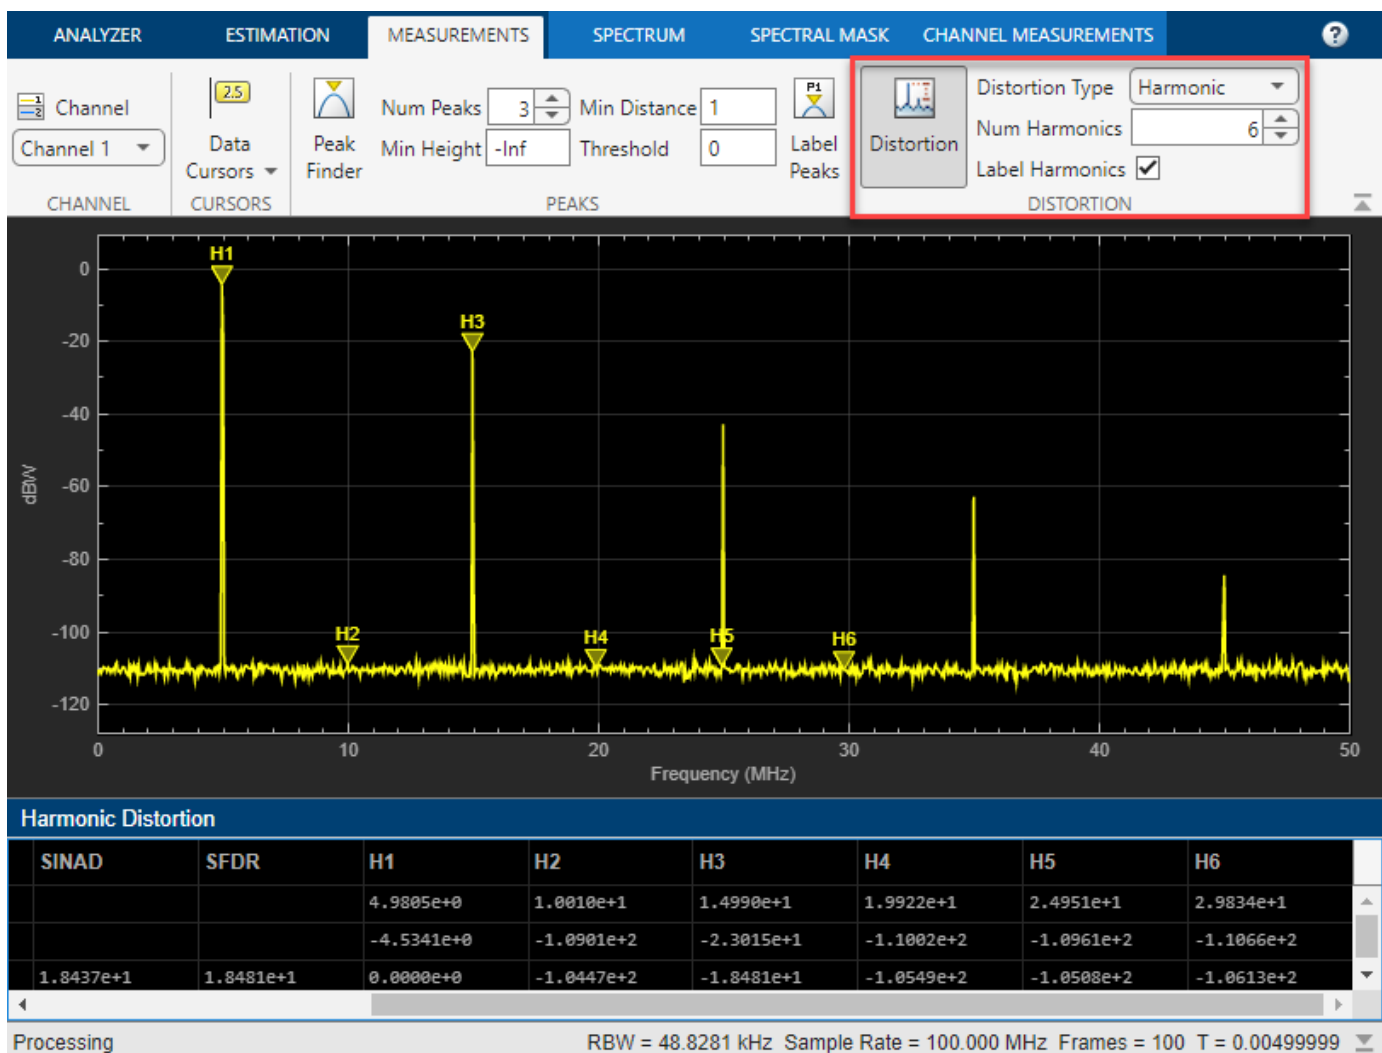 ANALYZER ESTIMATION MEASUREMENTS SPECTRUM SPECTRAL MASK CHANNEL MEASUREMENTS ?
Channel
Channel 1
CHANNEL
2.5
Data
Cursors
CURSORS
Peak
Finder
Num Peaks 3 Min Distance 1
Min Height -Inf Threshold 0
P1
Label
Peaks
PEAKS
Distortion
Distortion Type Harmonic
Num Harmonics 6
Label Harmonics
DISTORTION
H1
H3
H2
H4
H5
H6
0
-20
-40
-60
-80
-100
-120
dBW
0 10 20 30 40 50
Frequency (MHz)
Harmonic Distortion
SINAD SFDR H1 H2 H3 H4 H5 H6
4.9805e+0 1.0010e+1 1.4990e+1 1.9922e+1 2.4951e+1 2.9834e+1
-4.5341e+0 -1.0901e+2 -2.3015e+1 -1.1002e+2 -1.0961e+2 -1.1066e+2
1.8437e+1 1.8481e+1 0.0000e+0 -1.0447e+2 -1.8481e+1 -1.0549e+2 -1.0508e+2 -1.0613e+2
Processing RBW = 48.8281 kHz Sample Rate = 100.000 MHz Frames = 100 T = 0.00499999